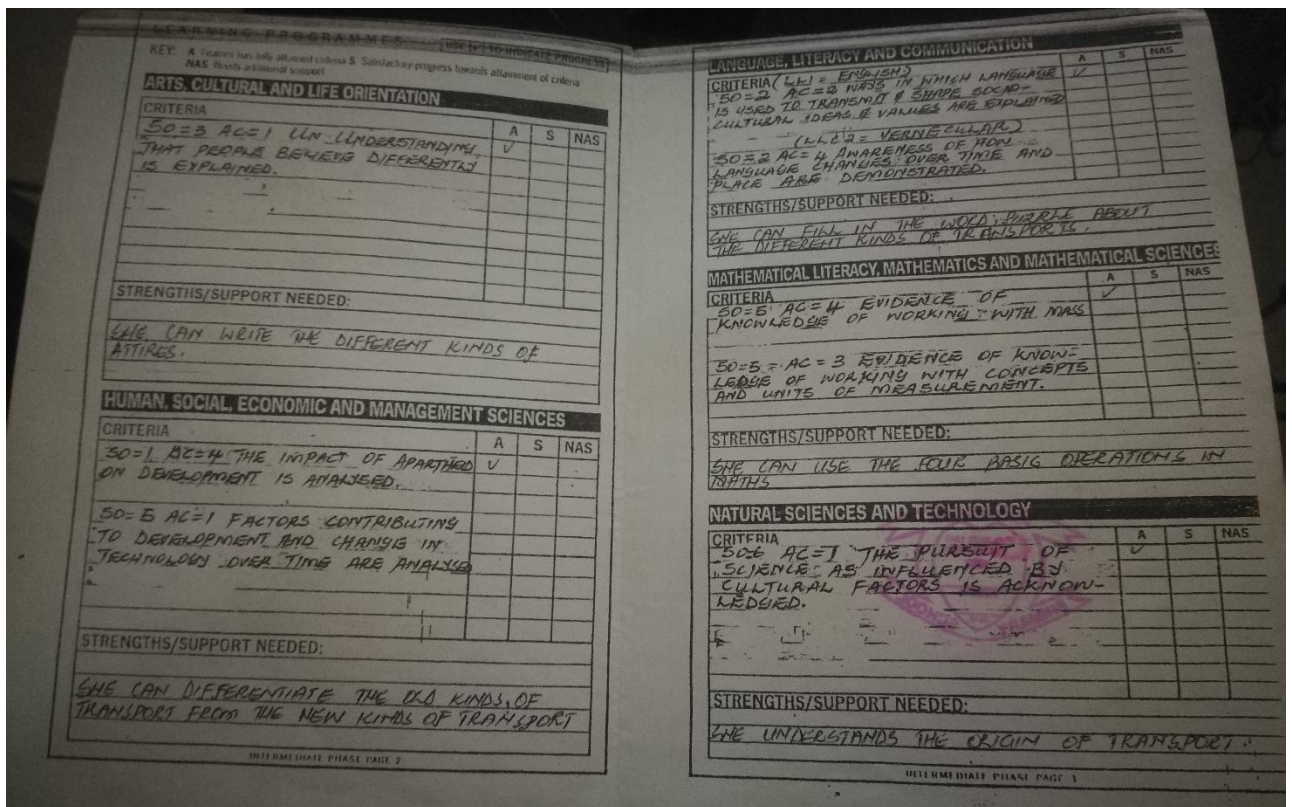 LEARNING PROGRAMMES
USE [✓] TO INDICATE PROGRESS
KEY: A Learner has fully attained criteria S Satisfactory progress towards attainment of criteria
NAS Needs additional support
ARTS, CULTURAL AND LIFE ORIENTATION
CRITERIA
A S NAS
SO=3 AC=1 UNDERSTANDING
THAT PEOPLE BELIEVE DIFFERENTLY
IS EXPLAINED.
STRENGTHS/SUPPORT NEEDED:
SHE CAN WRITE THE DIFFERENT KINDS OF
ATTIRES.
HUMAN, SOCIAL, ECONOMIC AND MANAGEMENT SCIENCES
CRITERIA
A S NAS
SO=1 AC=4 THE IMPACT OF APARTHEID
ON DEVELOPMENT IS ANALYSED.
SO=5 AC=1 FACTORS CONTRIBUTING
TO DEVELOPMENT AND CHANGE IN
TECHNOLOGY OVER TIME ARE ANALYSED
STRENGTHS/SUPPORT NEEDED:
SHE CAN DIFFERENTIATE THE OLD KINDS OF
TRANSPORT FROM THE NEW KINDS OF TRANSPORT
INTERMEDIATE PHASE PAGE 2
LANGUAGE, LITERACY AND COMMUNICATION
A S NAS
CRITERIA (LLC1 = ENGLISH)
SO=2 AC=2 WAYS IN WHICH LANGUAGE
IS USED TO TRANSMIT & SHAPE SOCIO-
CULTURAL IDEAS & VALUES ARE EXPLAINED
(LLC2 = VERNECULAR)
SO=2 AC=4 AWARENESS OF HOW
LANGUAGE CHANGES OVER TIME AND
PLACE ARE DEMONSTRATED.
STRENGTHS/SUPPORT NEEDED:
SHE CAN FILL IN THE WORD PUZZLE ABOUT
THE DIFFERENT KINDS OF TRANSPORTS.
MATHEMATICAL LITERACY, MATHEMATICS AND MATHEMATICAL SCIENCES
A S NAS
CRITERIA
SO=5 AC=4 EVIDENCE OF
KNOWLEDGE OF WORKING WITH MASS
SO=5 = AC=3 EVIDENCE OF KNOW-
LEDGE OF WORKING WITH CONCEPTS
AND UNITS OF MEASUREMENT.
STRENGTHS/SUPPORT NEEDED:
SHE CAN USE THE FOUR BASIC OPERATIONS IN
MATHS
NATURAL SCIENCES AND TECHNOLOGY
CRITERIA
A S NAS
SO=6 AC=1 THE PURSUIT OF
SCIENCE AS INFLUENCED BY
CULTURAL FACTORS IS ACKNOW-
LEDGED.
STRENGTHS/SUPPORT NEEDED:
SHE UNDERSTANDS THE ORIGIN OF TRANSPORT.
INTERMEDIATE PHASE PAGE 3